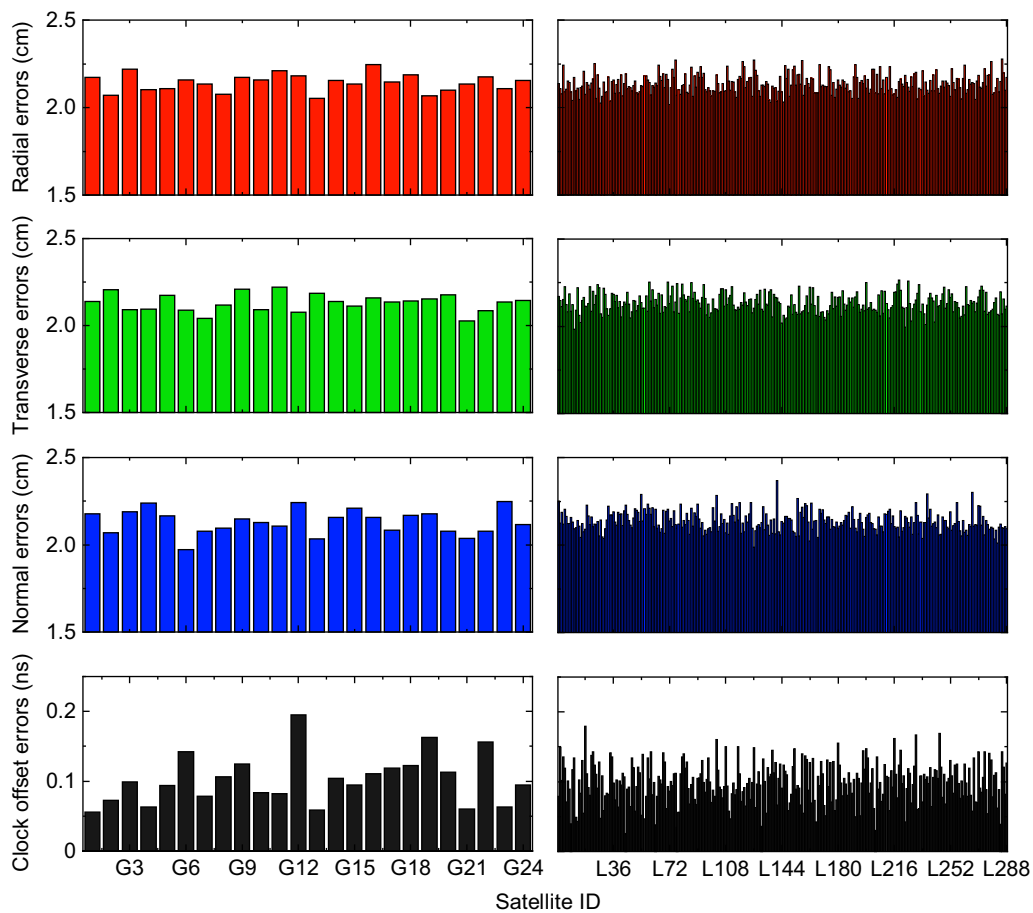 Radial errors (cm)
2.5
2.0
1.5
Transverse errors (cm)
2.5
2.0
1.5
Normal errors (cm)
2.5
2.0
1.5
Clock offset errors (ns)
0.2
0.1
0
G3 G6 G9 G12 G15 G18 G21 G24
L36 L72 L108 L144 L180 L216 L252 L288
Satellite ID